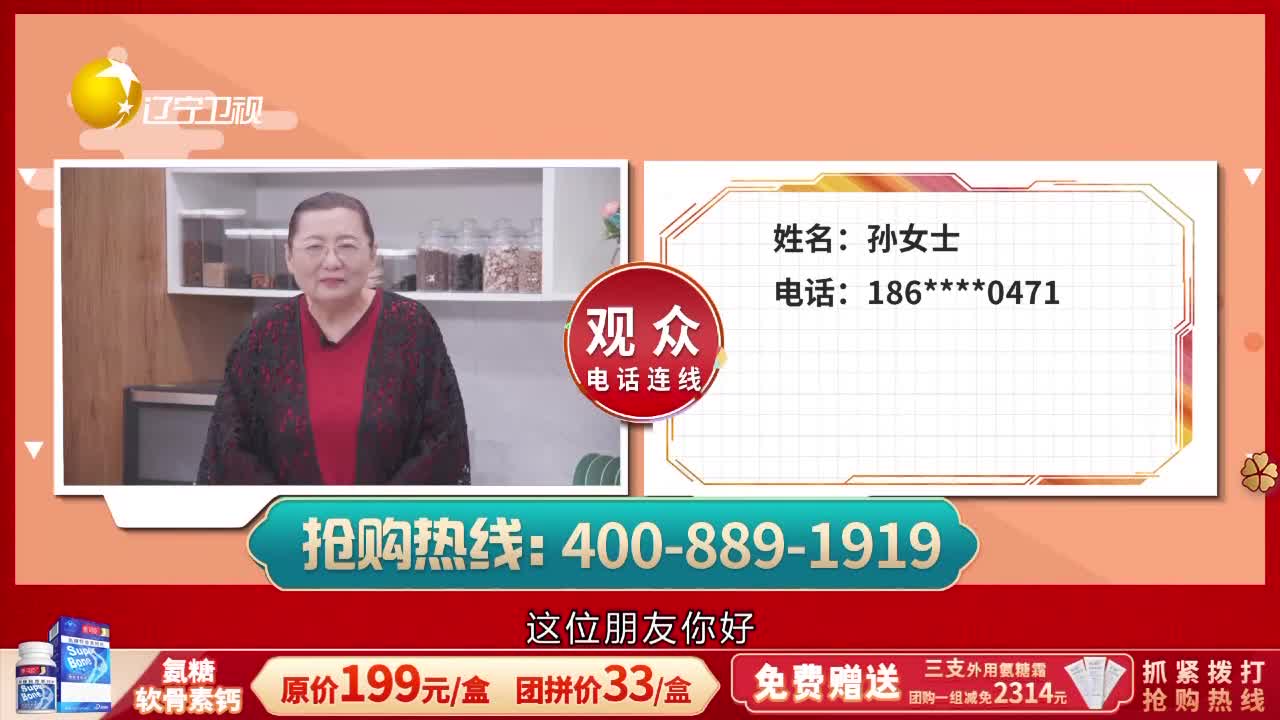 辽宁卫视
姓名：孙女士
电话：186****0471
观众
电话连线
抢购热线：400-889-1919
这位朋友你好
Super
Bone
氨糖
软骨素钙
原价199元/盒 团拼价33/盒
免费赠送
三支外用氨糖霜
团购一组减免2314元
抓紧拨打
抢购热线